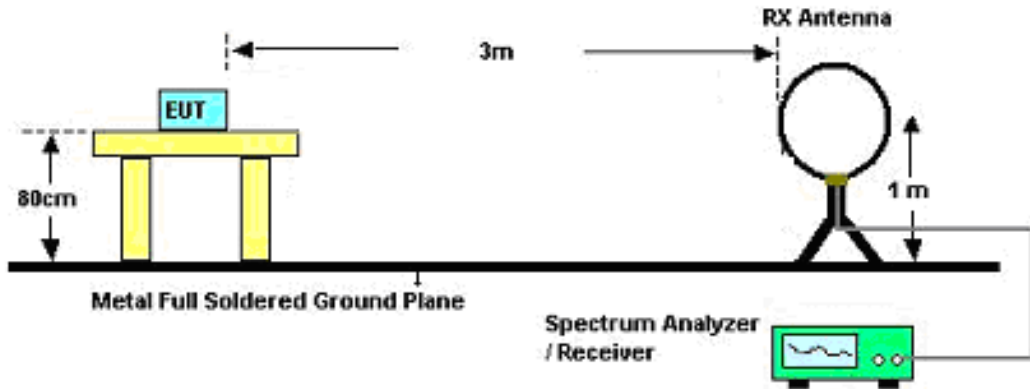 RX Antenna
3m
EUT
80cm
1 m
Metal Full Soldered Ground Plane
Spectrum Analyzer
/ Receiver